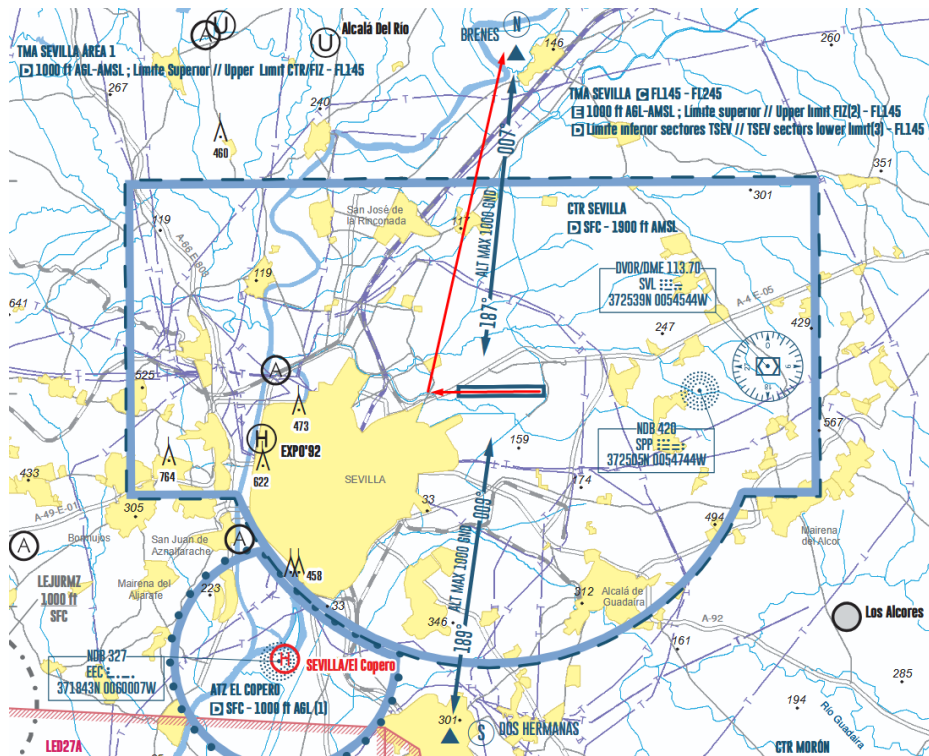 Alcalá Del Río
U
A
U
N
BRENES
146
260
TMA SEVILLA AREA 1
D 1000 ft AGL-AMSL ; Límite Superior // Upper Limit CTR/FIZ - FL145
267
240
460
TMA SEVILLA C FL145 - FL245
E 1000 ft AGL-AMSL ; Límite superior // Upper limit FIZ(2) - FL145
D Límite inferior sectores TSEV // TSEV sectors lower limit(3) - FL145
007°
351
301
119
San José de
la Rinconada
117
A-66 E-803
CTR SEVILLA
D SFC - 1900 ft AMSL
ALT MAX 1000 GND
187°
119
641
DVOR/DME 113.70
SVL
372539N 0054544W
A-4 E-05
247
429
525
A
473
H
EXPO'92
622
764
433
A-49-E-01
305
Bormujos
SEVILLA
159
NDB 420
SPP
372505N 0054744W
567
174
33
009°
494
Mairena
del Alcor
A
San Juan de
Aznalfarache
A
458
LEJURMZ
1000 ft
SFC
Mairena del
Aljarafe
223
33
ALT MAX 1000 GND
346
189°
312
Alcalá de
Guadaira
A-92
161
Los Alcores
NDB 327
EEC
371843N 0060007W
H
SEVILLA/El Copero
ATZ EL COPERO
D SFC - 1000 ft AGL (1)
285
194
Río Guadaira
301
S
DOS HERMANAS
LED27A
CTR MORÓN